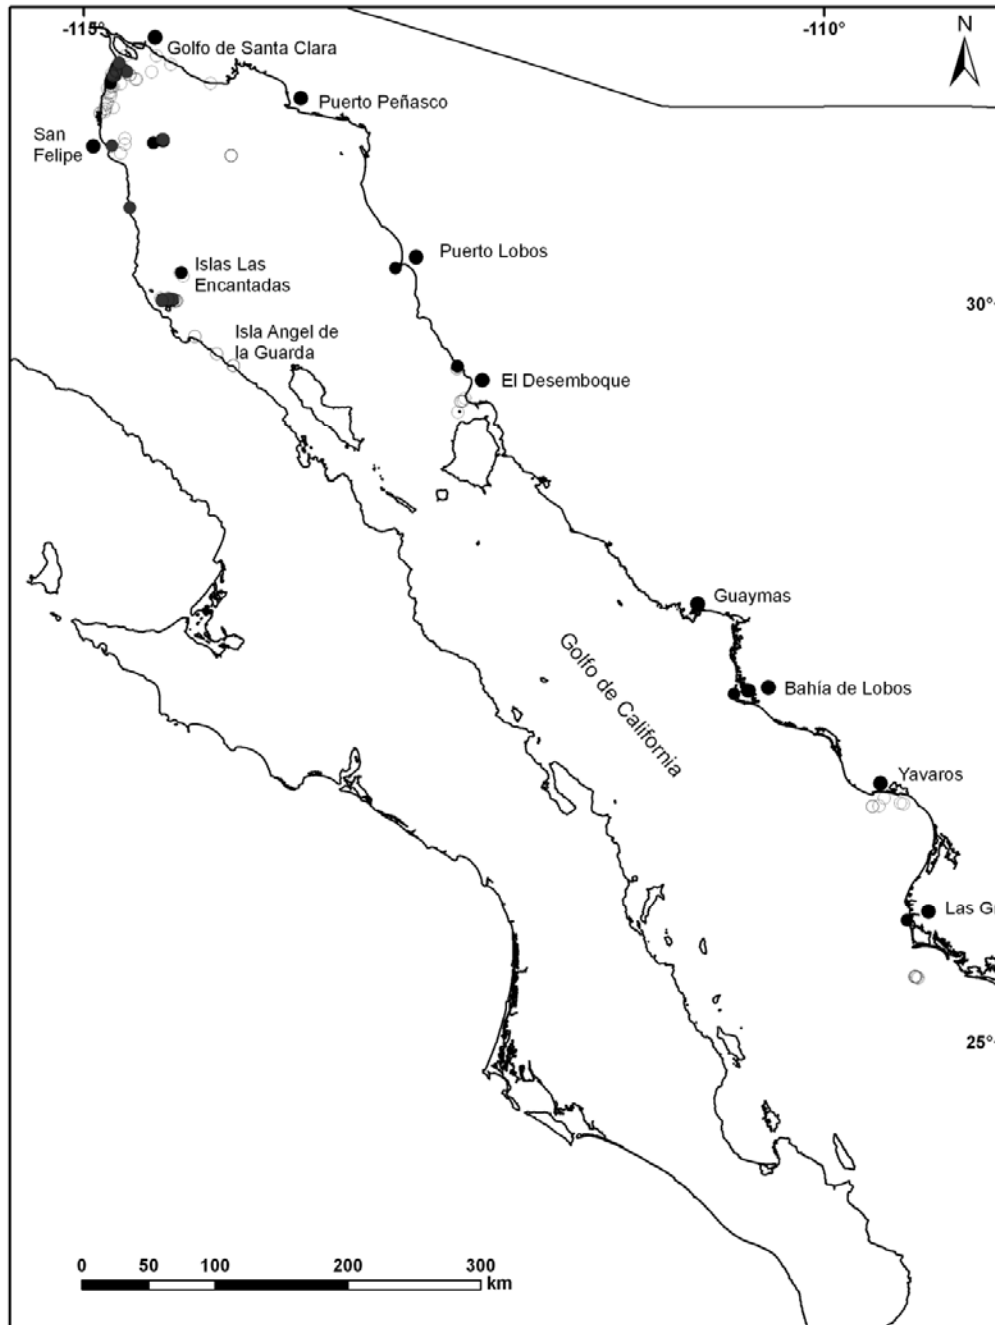 -115°
-110°
N
Golfo de Santa Clara
Puerto Peñasco
San
Felipe
Puerto Lobos
Islas Las
Encantadas
30°
Isla Angel de
la Guarda
El Desemboque
Guaymas
Golfo de California
Bahía de Lobos
Yavaros
Las Gr
25°
0 50 100 200 300
km